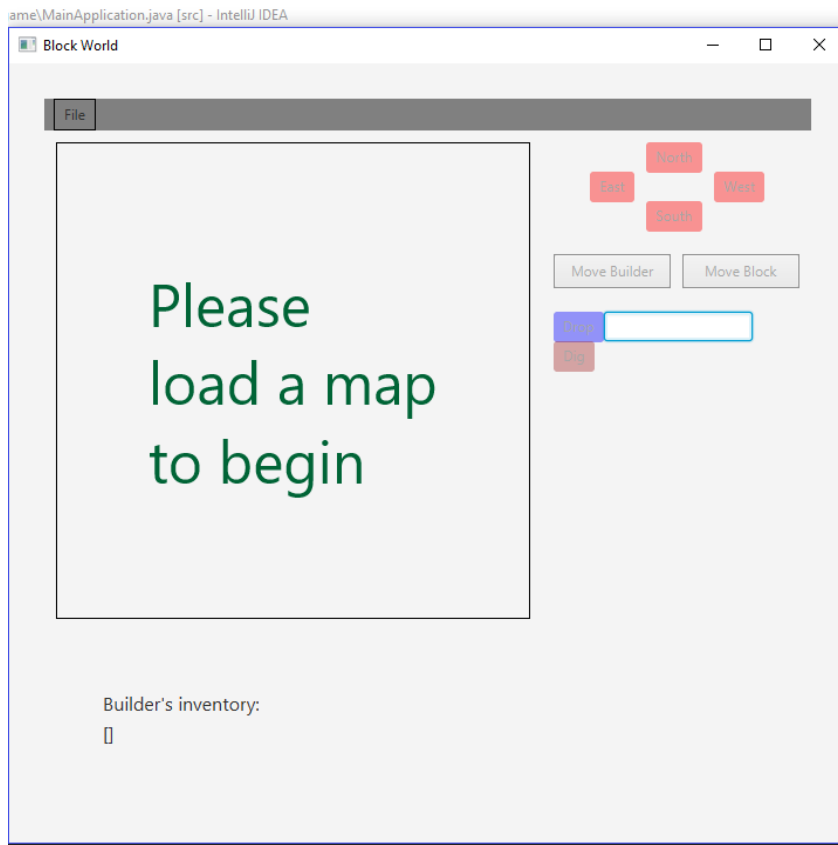 ame\MainApplication.java [src] - IntelliJ IDEA
Block World
File
North
East West
South
Move Builder Move Block
Please
load a map
to begin
Drop
Dig
Builder's inventory:
[]